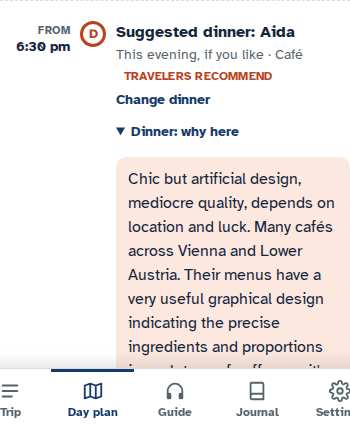 FROM
6:30 pm
D
Suggested dinner: Aida
This evening, if you like · Café
TRAVELERS RECOMMEND
Change dinner
▼ Dinner: why here
Chic but artificial design,
mediocre quality, depends on
location and luck. Many cafés
across Vienna and Lower
Austria. Their menus have a
very useful graphical design
indicating the precise
ingredients and proportions
Trip
Day plan
Guide
Journal
Settin